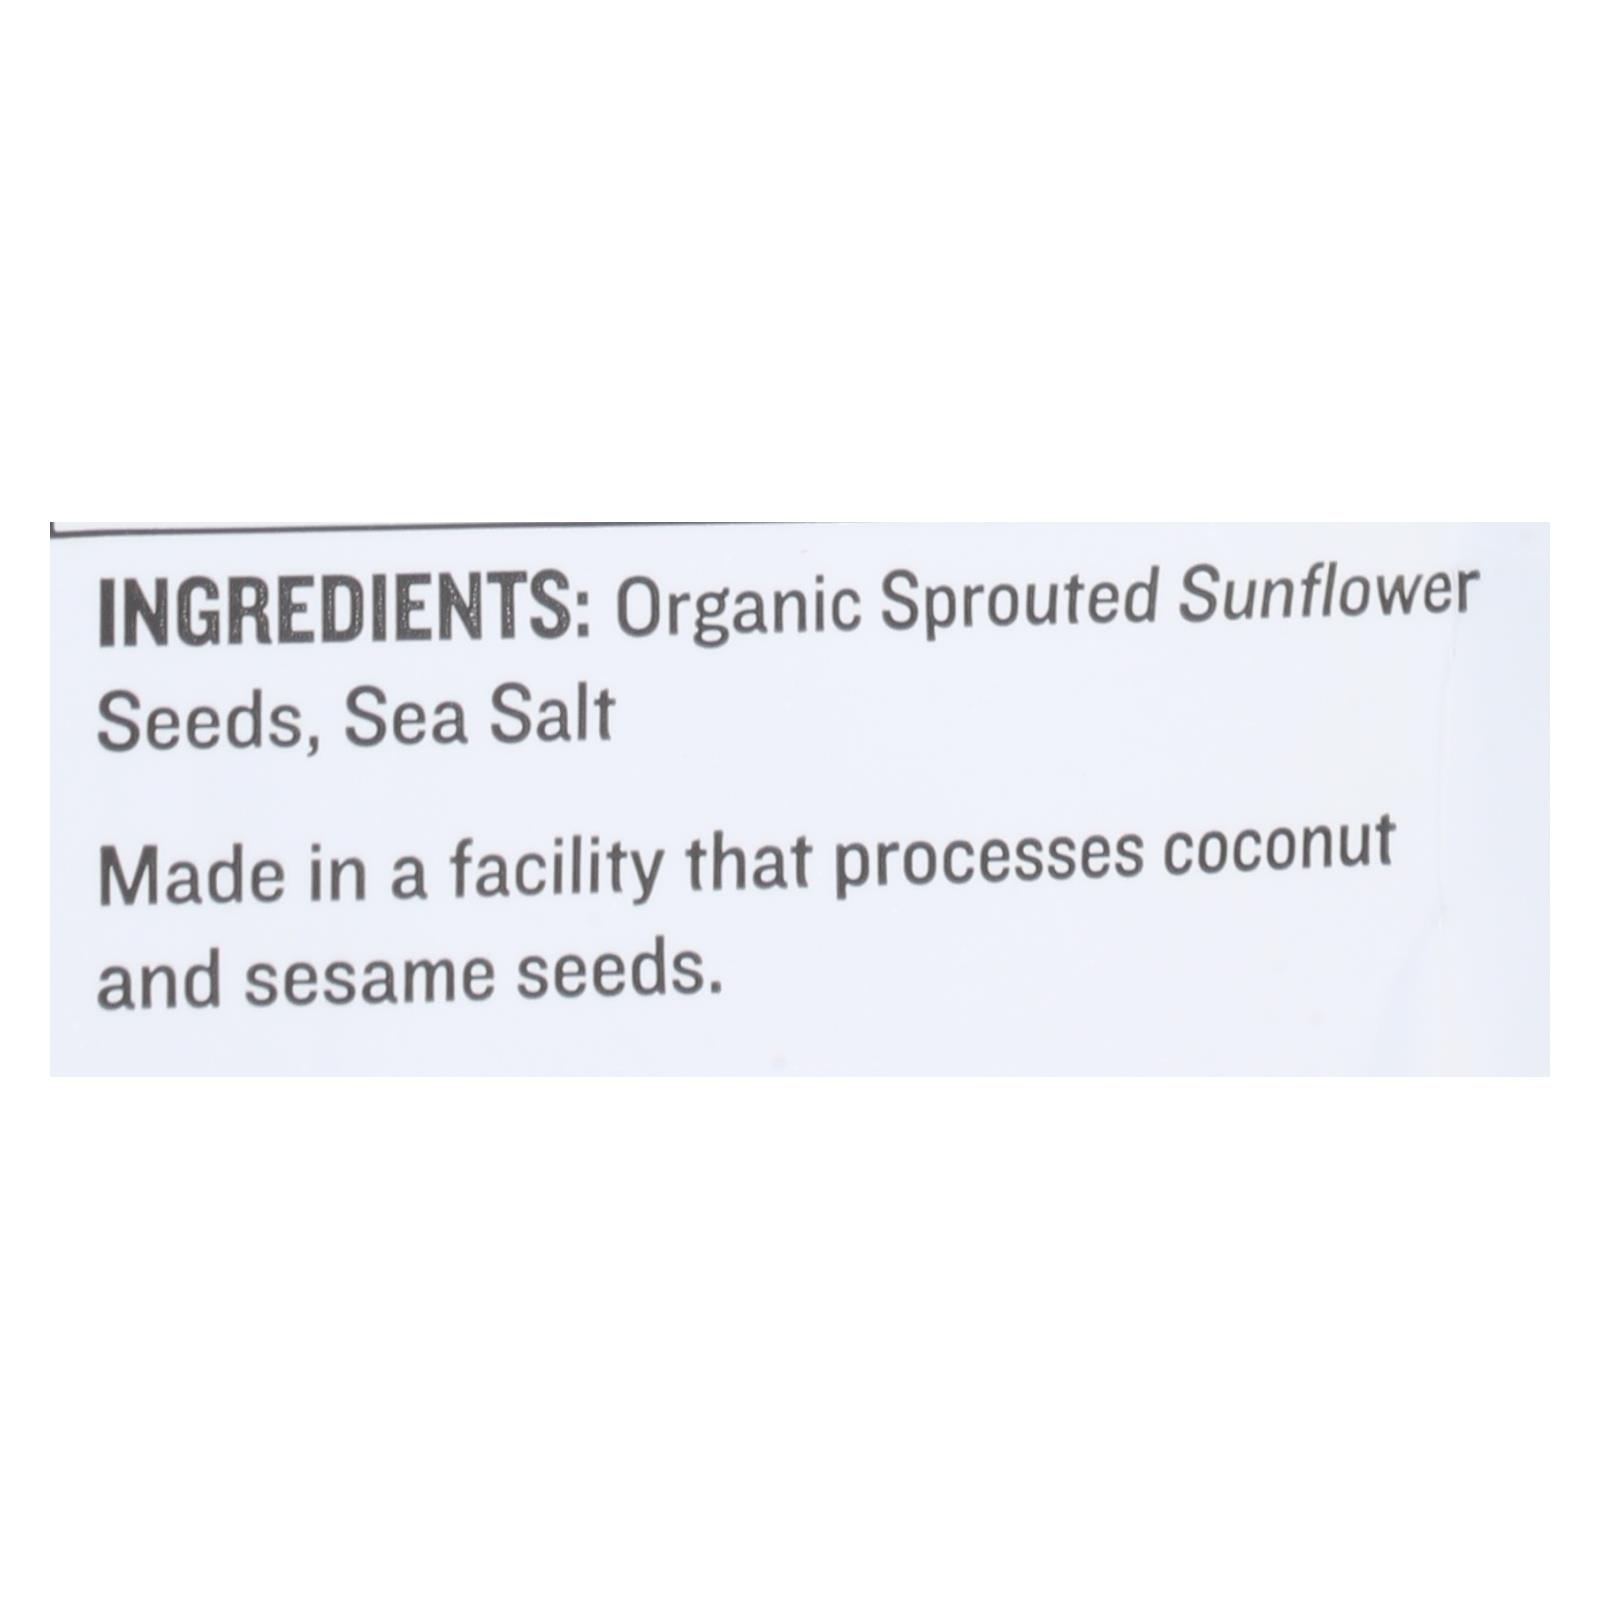 INGREDIENTS: Organic Sprouted Sunflower
Seeds, Sea Salt
Made in a facility that processes coconut
and sesame seeds.